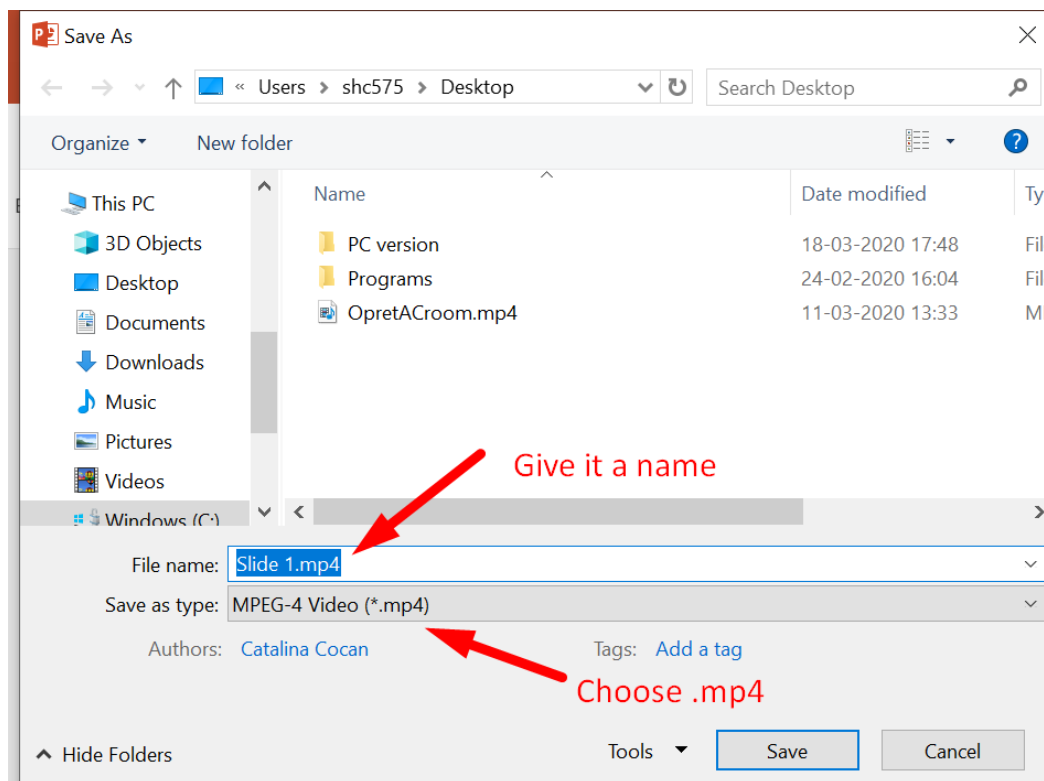 Save As
« Users > shc575 > Desktop
Search Desktop
Organize
New folder
?
Name
Date modified
Ty
This PC
3D Objects
Desktop
Documents
Downloads
Music
Pictures
Videos
Windows (C:)
PC version 18-03-2020 17:48 Fil
Programs 24-02-2020 16:04 Fil
OpretACroom.mp4 11-03-2020 13:33 M
Give it a name
File name: Slide 1.mp4
Save as type: MPEG-4 Video (*.mp4)
Authors: Catalina Cocan
Tags: Add a tag
Choose .mp4
Hide Folders
Tools
Save
Cancel